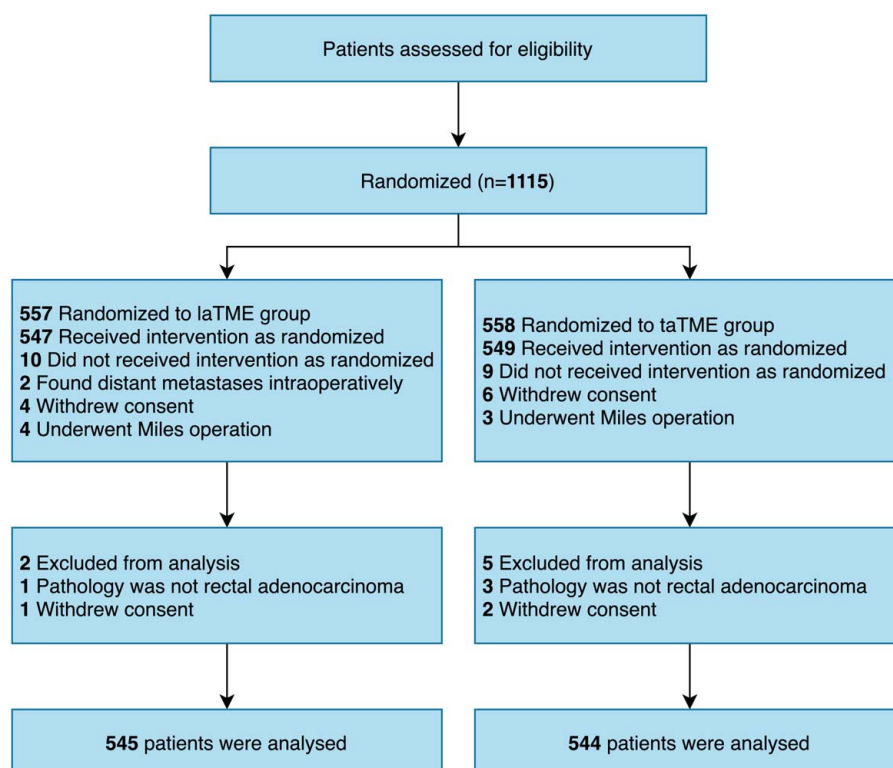 Patients assessed for eligibility
Randomized (n=1115)
557 Randomized to laTME group
547 Received intervention as randomized
10 Did not received intervention as randomized
2 Found distant metastases intraoperatively
4 Withdrew consent
4 Underwent Miles operation
558 Randomized to taTME group
549 Received intervention as randomized
9 Did not received intervention as randomized
6 Withdrew consent
3 Underwent Miles operation
2 Excluded from analysis
1 Pathology was not rectal adenocarcinoma
1 Withdrew consent
5 Excluded from analysis
3 Pathology was not rectal adenocarcinoma
2 Withdrew consent
545 patients were analysed
544 patients were analysed